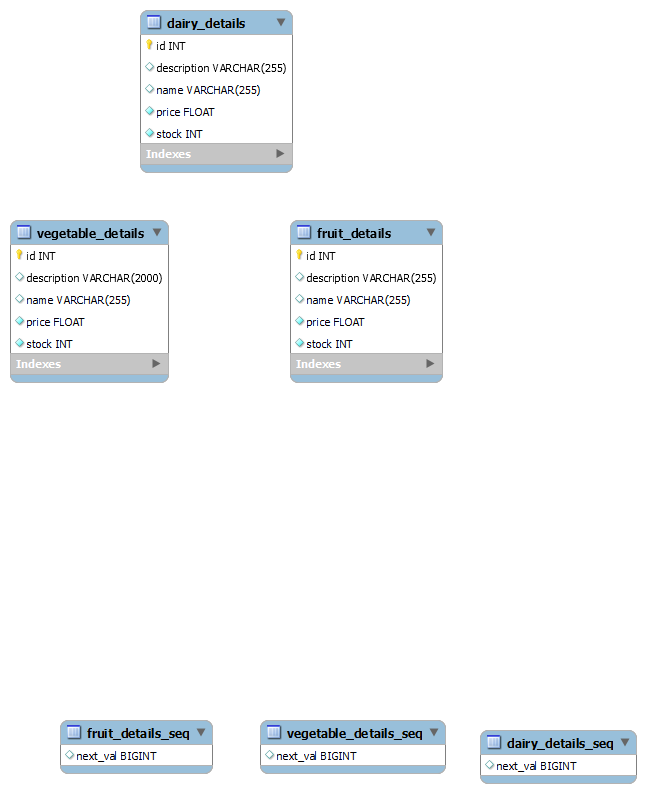 dairy_details
id INT
description VARCHAR(255)
name VARCHAR(255)
price FLOAT
stock INT
Indexes
vegetable_details
id INT
description VARCHAR(2000)
name VARCHAR(255)
price FLOAT
stock INT
Indexes
fruit_details
id INT
description VARCHAR(255)
name VARCHAR(255)
price FLOAT
stock INT
Indexes
fruit_details_seq
next_val BIGINT
vegetable_details_seq
next_val BIGINT
dairy_details_seq
next_val BIGINT